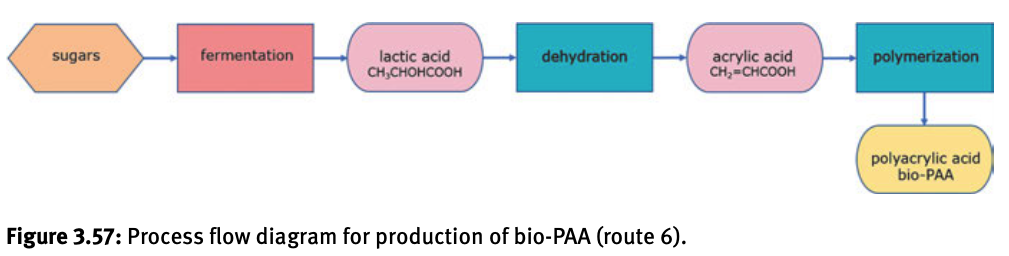 sugars
fermentation
lactic acid
CH₃CHOHCOOH
dehydration
acrylic acid
CH₂=CHCOOH
polymerization
polyacrylic acid
bio-PAA
Figure 3.57: Process flow diagram for production of bio-PAA (route 6).